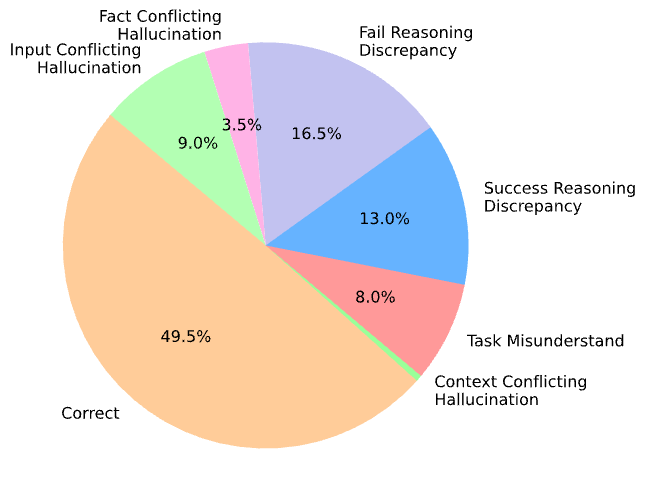 Fact Conflicting
Hallucination
Input Conflicting
Hallucination
Fail Reasoning
Discrepancy
3.5%
16.5%
9.0%
Success Reasoning
Discrepancy
13.0%
8.0%
49.5%
Task Misunderstand
Context Conflicting
Hallucination
Correct